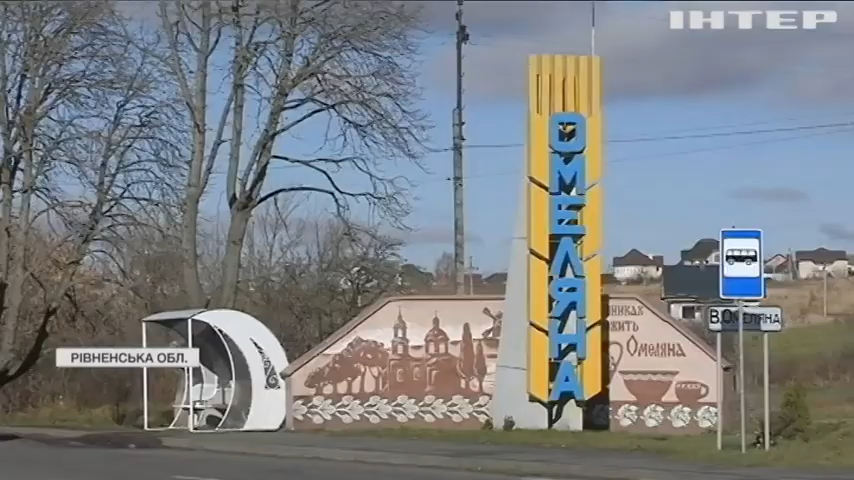 ІНТЕР
ОМЕЛЯНА
В.Омеляна
РІВНЕНСЬКА ОБЛ.
Омеляна